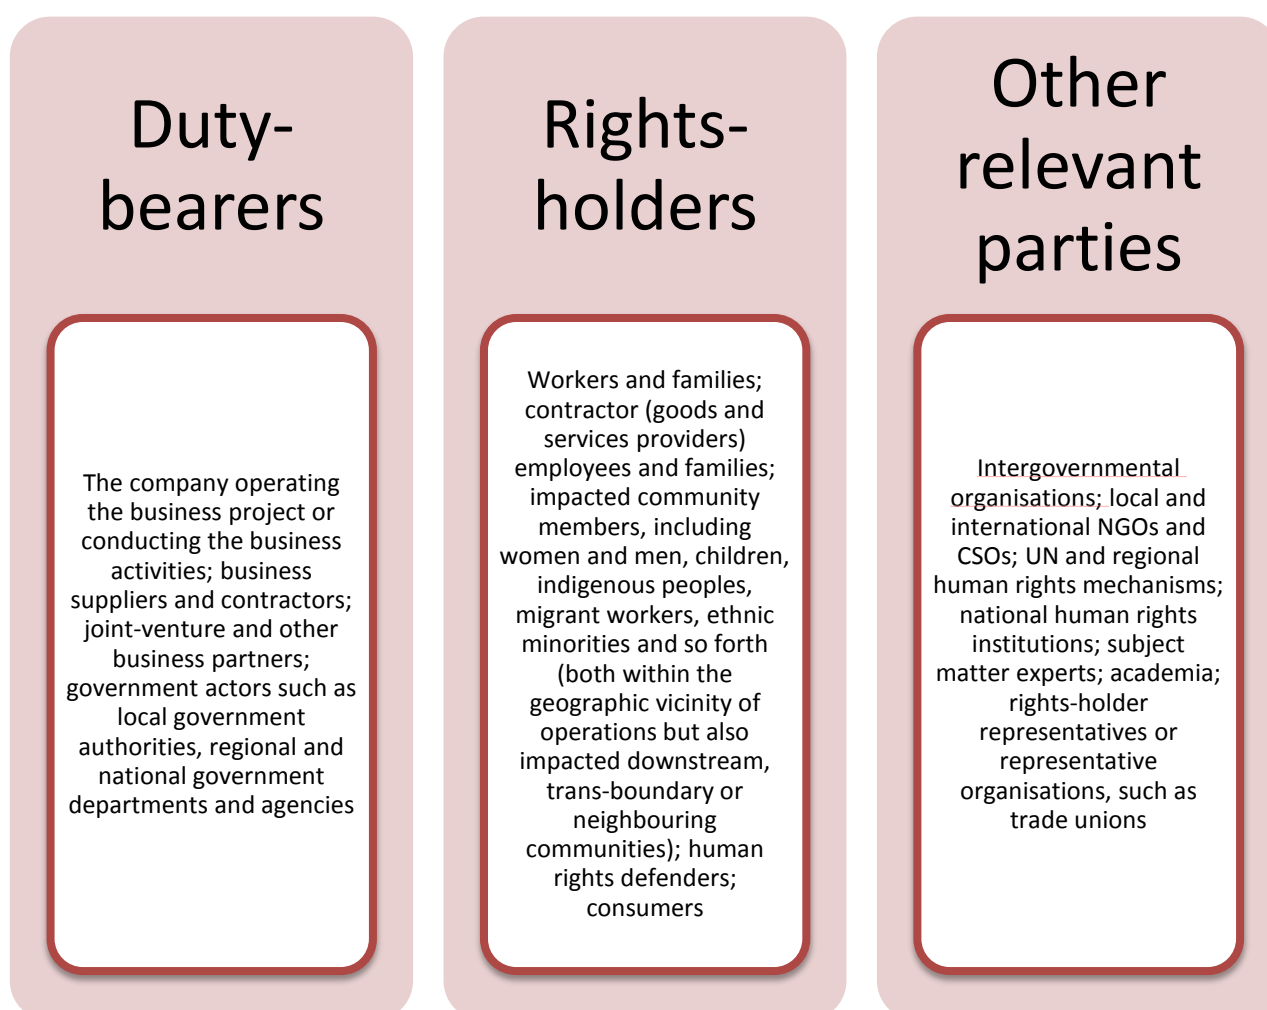 Duty-
bearers
The company operating
the business project or
conducting the business
activities; business
suppliers and contractors;
joint-venture and other
business partners;
government actors such as
local government
authorities, regional and
national government
departments and agencies
Rights-
holders
Workers and families;
contractor (goods and
services providers)
employees and families;
impacted community
members, including
women and men, children,
indigenous peoples,
migrant workers, ethnic
minorities and so forth
(both within the
geographic vicinity of
operations but also
impacted downstream,
trans-boundary or
neighbouring
communities); human
rights defenders;
consumers
Other
relevant
parties
Intergovernmental
organisations; local and
international NGOs and
CSOs; UN and regional
human rights mechanisms;
national human rights
institutions; subject
matter experts; academia;
rights-holder
representatives or
representative
organisations, such as
trade unions